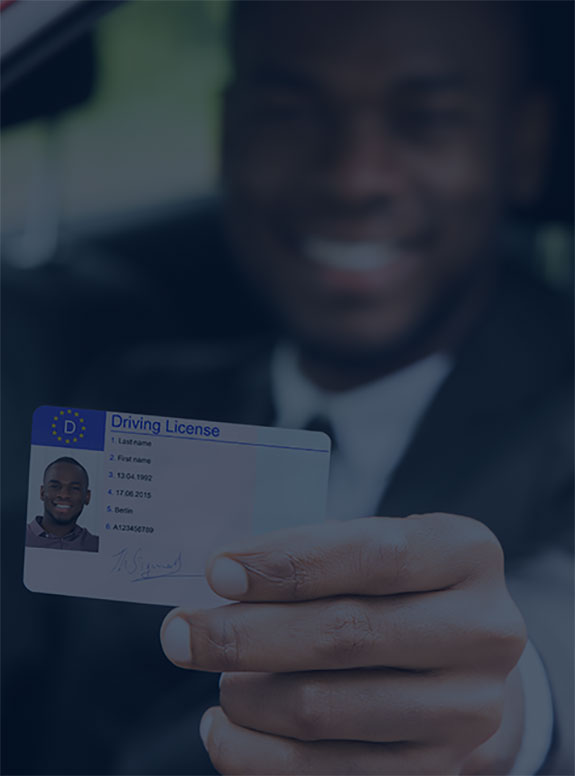 D
Driving License
1. Last name
2. First name
3. 13.04.1992
4. 17.06.2015
5. Berlin
6. A123456789